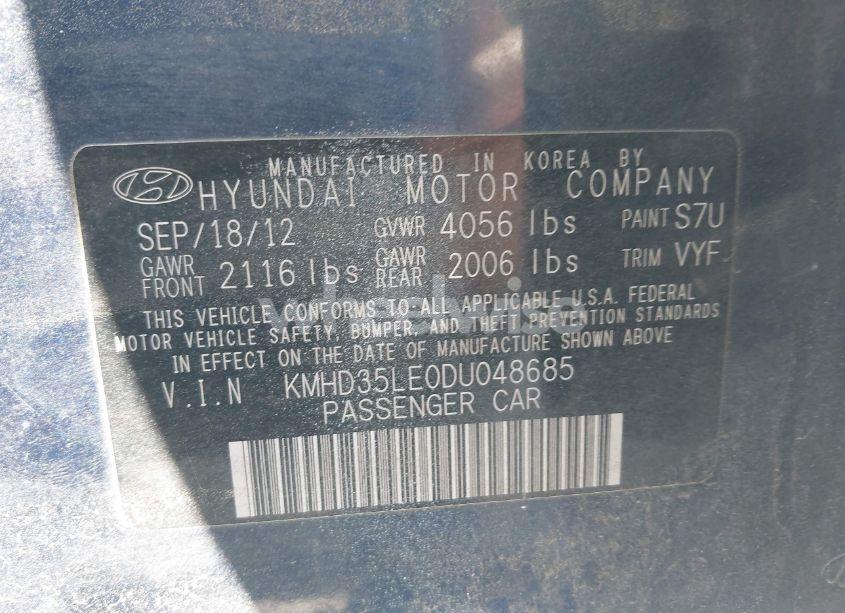 MANUFACTURED IN KOREA BY
HYUNDAI MOTOR COMPANY
SEP/18/12 GVWR 4056 lbs PAINT S7U
GAWR FRONT 2116 lbs GAWR REAR 2006 lbs TRIM VYF
THIS VEHICLE CONFORMS TO ALL APPLICABLE U.S.A. FEDERAL
MOTOR VEHICLE SAFETY, BUMPER, AND THEFT PREVENTION STANDARDS
IN EFFECT ON THE DATE OF MANUFACTURE SHOWN ABOVE
V.I.N KMHD35LE0DU048685
PASSENGER CAR